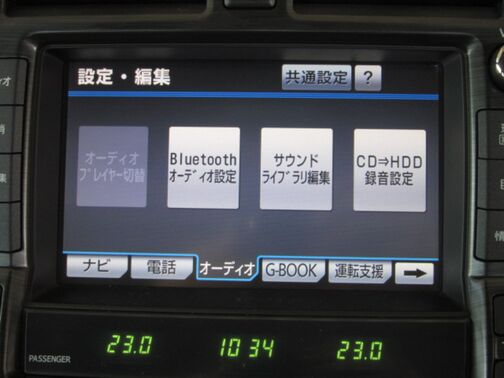 設定・編集
共通設定
?
オーディオ
プレイヤー切替
Bluetooth
オーディオ設定
サウンド
ライブラリ編集
CD⇒HDD
録音設定
ナビ
電話
オーディオ
G-BOOK
運転支援
➡
23.0
10 34
23.0
PASSENGER